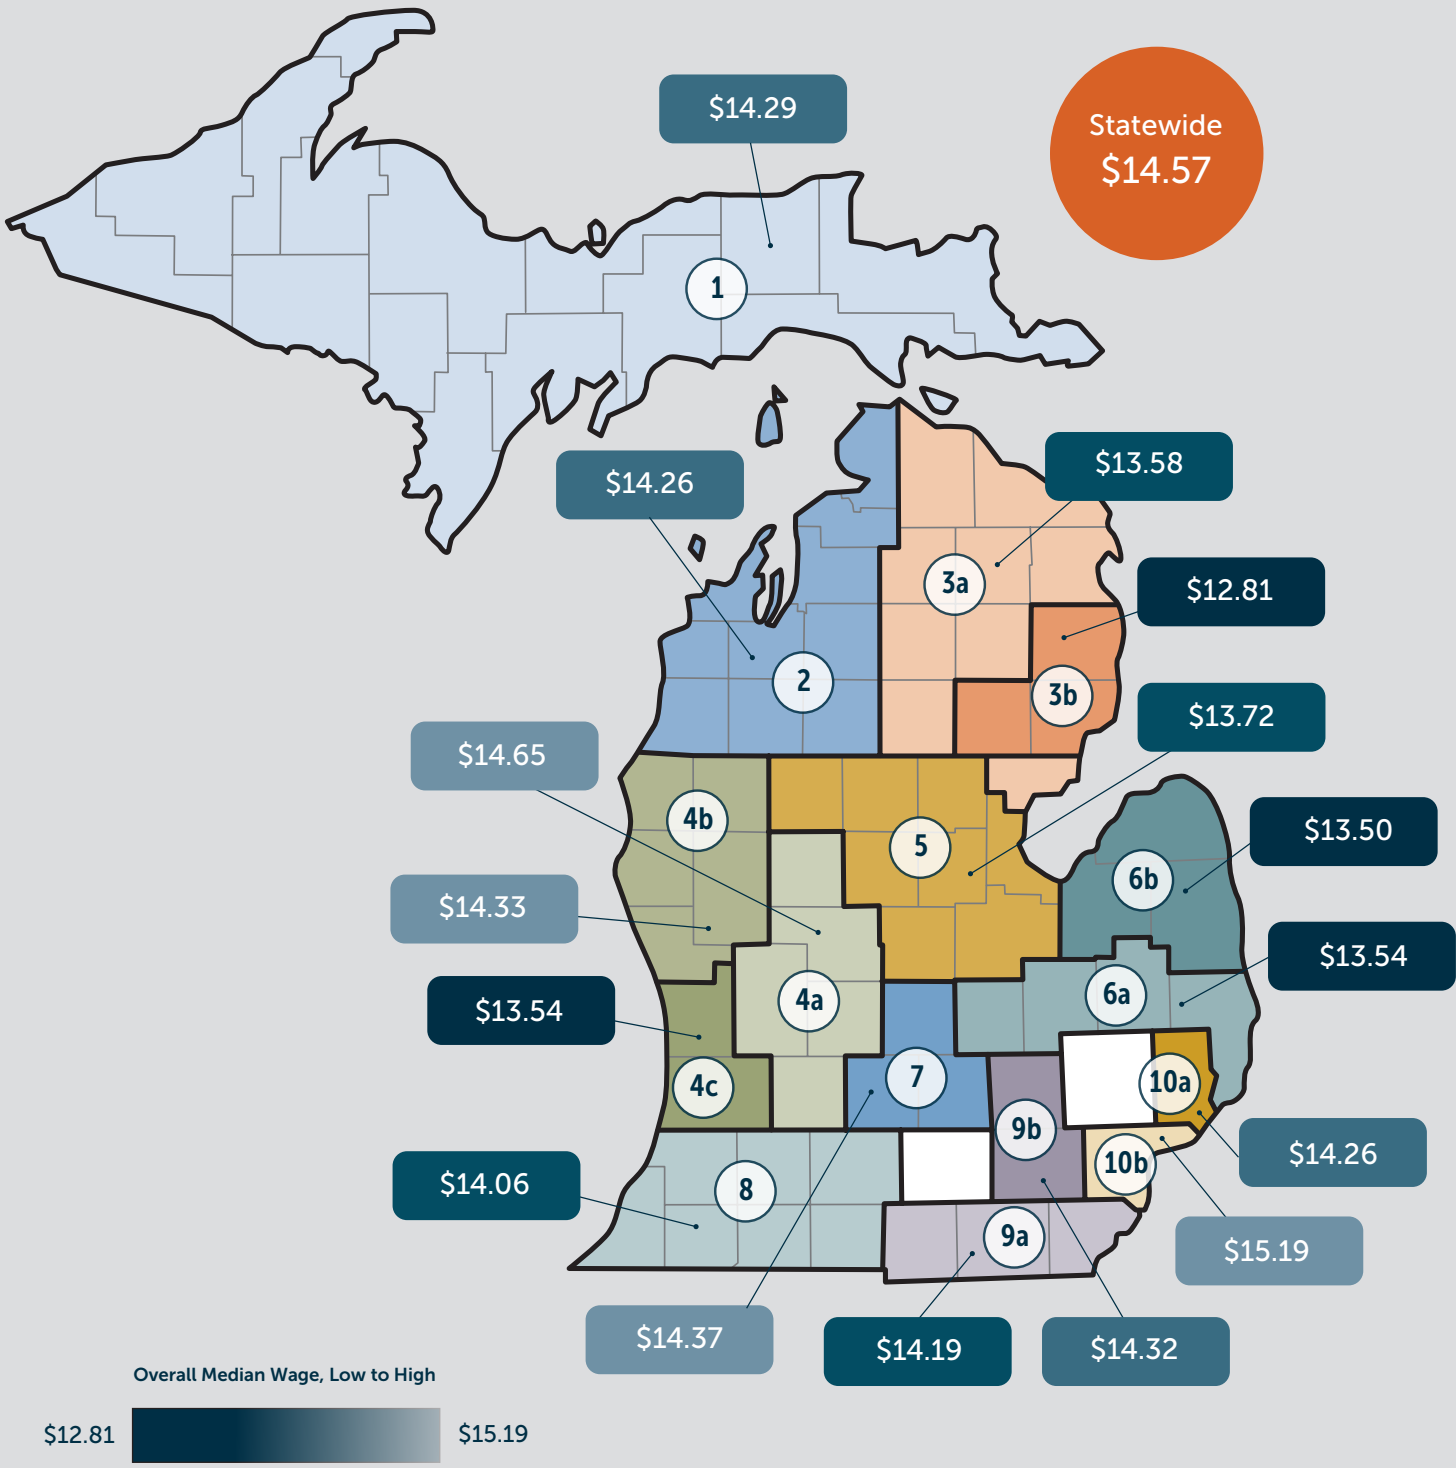 $14.29
Statewide
$14.57
1
$14.26
$13.58
3a
$12.81
2
3b
$13.72
$14.65
4b
5
$13.50
6b
$14.33
$13.54
4a
6a
$13.54
4c
7
10a
9b
10b
$14.26
$14.06
8
9a
$15.19
$14.37
$14.19
$14.32
Overall Median Wage, Low to High
$12.81
$15.19